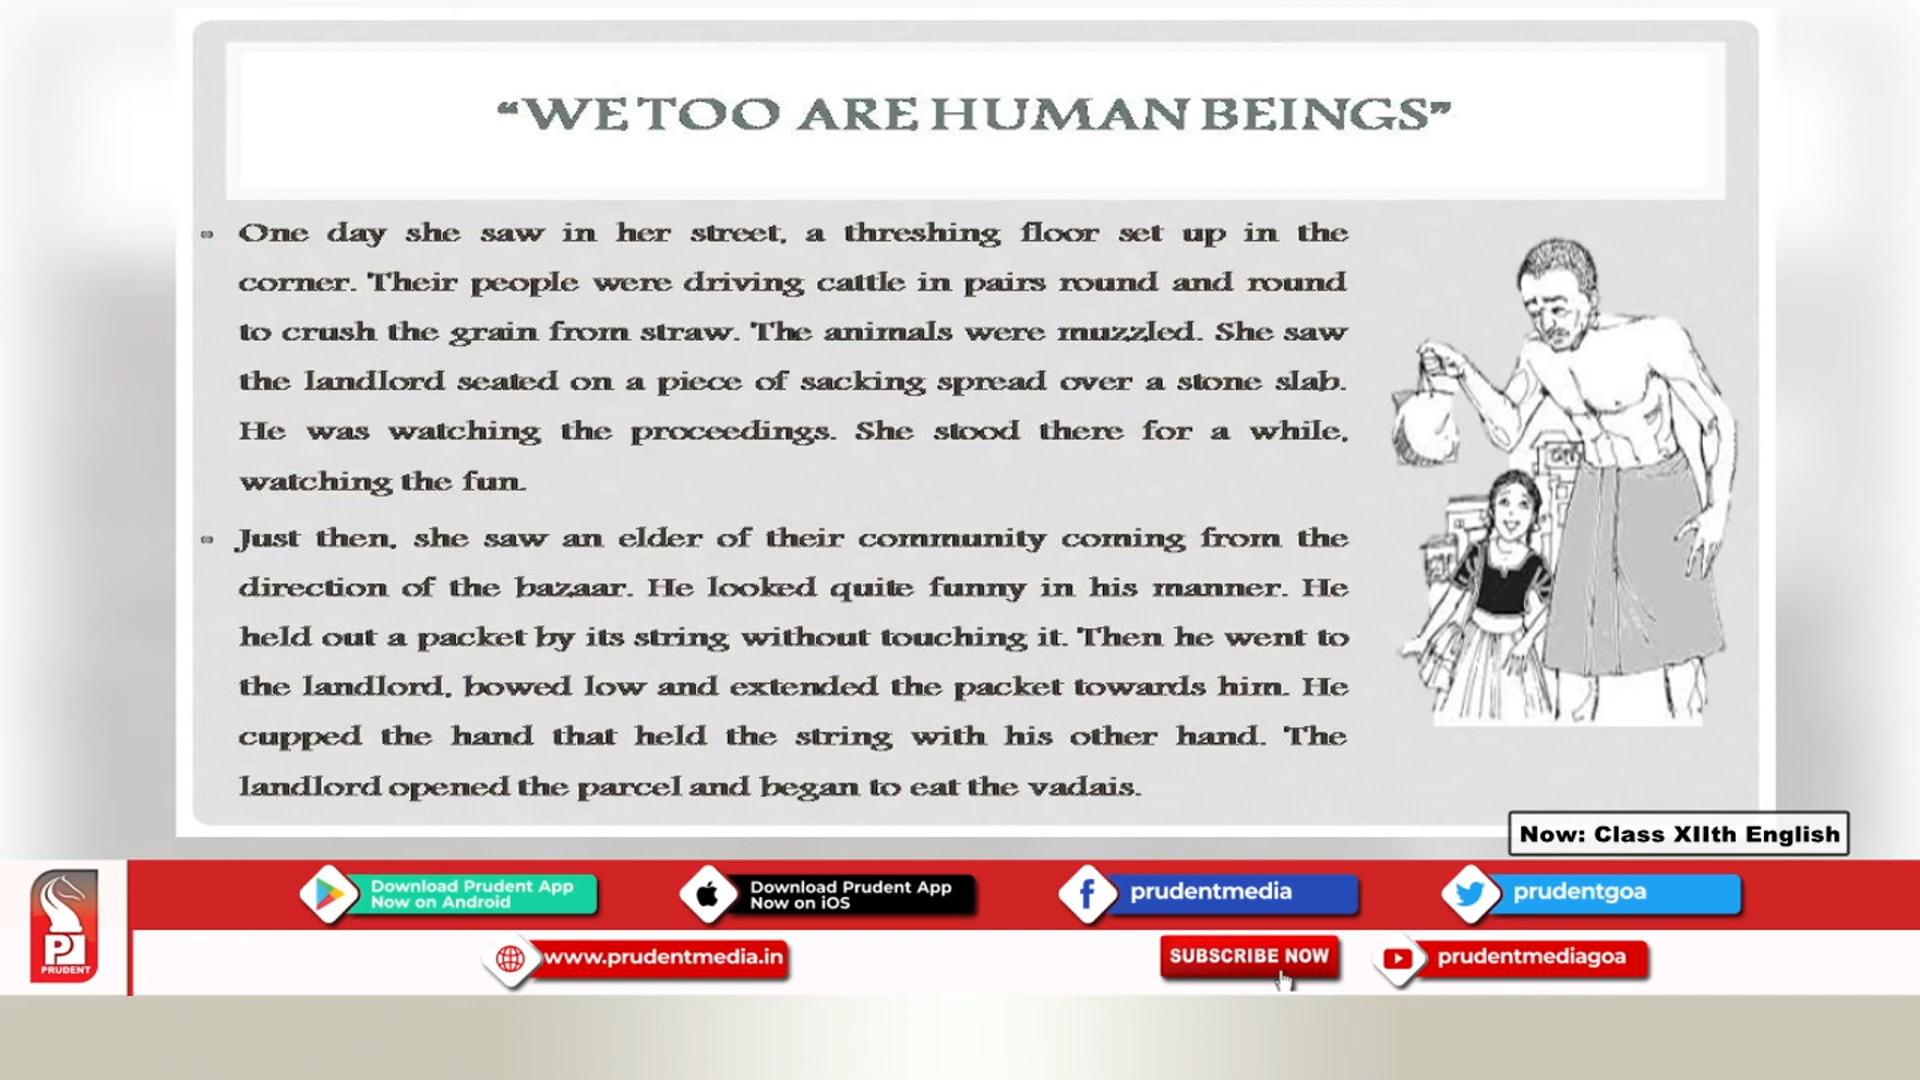 “WE TOO ARE HUMAN BEINGS”
One day she saw in her street, a threshing floor set up in the
corner. Their people were driving cattle in pairs round and round
to crush the grain from straw. The animals were muzzled. She saw
the landlord seated on a piece of sacking spread over a stone slab.
He was watching the proceedings. She stood there for a while,
watching the fun.
Just then, she saw an elder of their community coming from the
direction of the bazaar. He looked quite funny in his manner. He
held out a packet by its string without touching it. Then he went to
the landlord, bowed low and extended the packet towards him. He
cupped the hand that held the string with his other hand. The
landlord opened the parcel and began to eat the vadais.
Now: Class XIIth English
Download Prudent App
Now on Android
Download Prudent App
Now on iOS
prudentmedia
prudentgoa
PRUDENT
www.prudentmedia.in
SUBSCRIBE NOW
prudentmediagoa